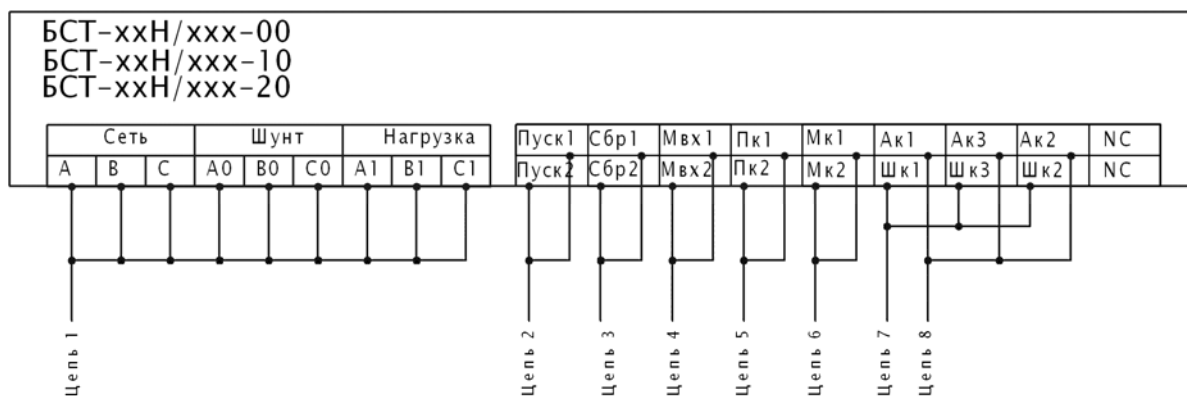 БСТ-ххН/ххх-00
БСТ-ххН/ххх-10
БСТ-ххН/ххх-20
Сеть Шунт Нагрузка
A B C A0 B0 C0 A1 B1 C1
Пуск1 Сбр1 Мвх1 Пк1 Мк1 Ак1 Ак3 Ак2 NC
Пуск2 Сбр2 Мвх2 Пк2 Мк2 Шк1 Шк3 Шк2 NC
Цепь 1
Цепь 2
Цепь 3
Цепь 4
Цепь 5
Цепь 6
Цепь 7
Цепь 8